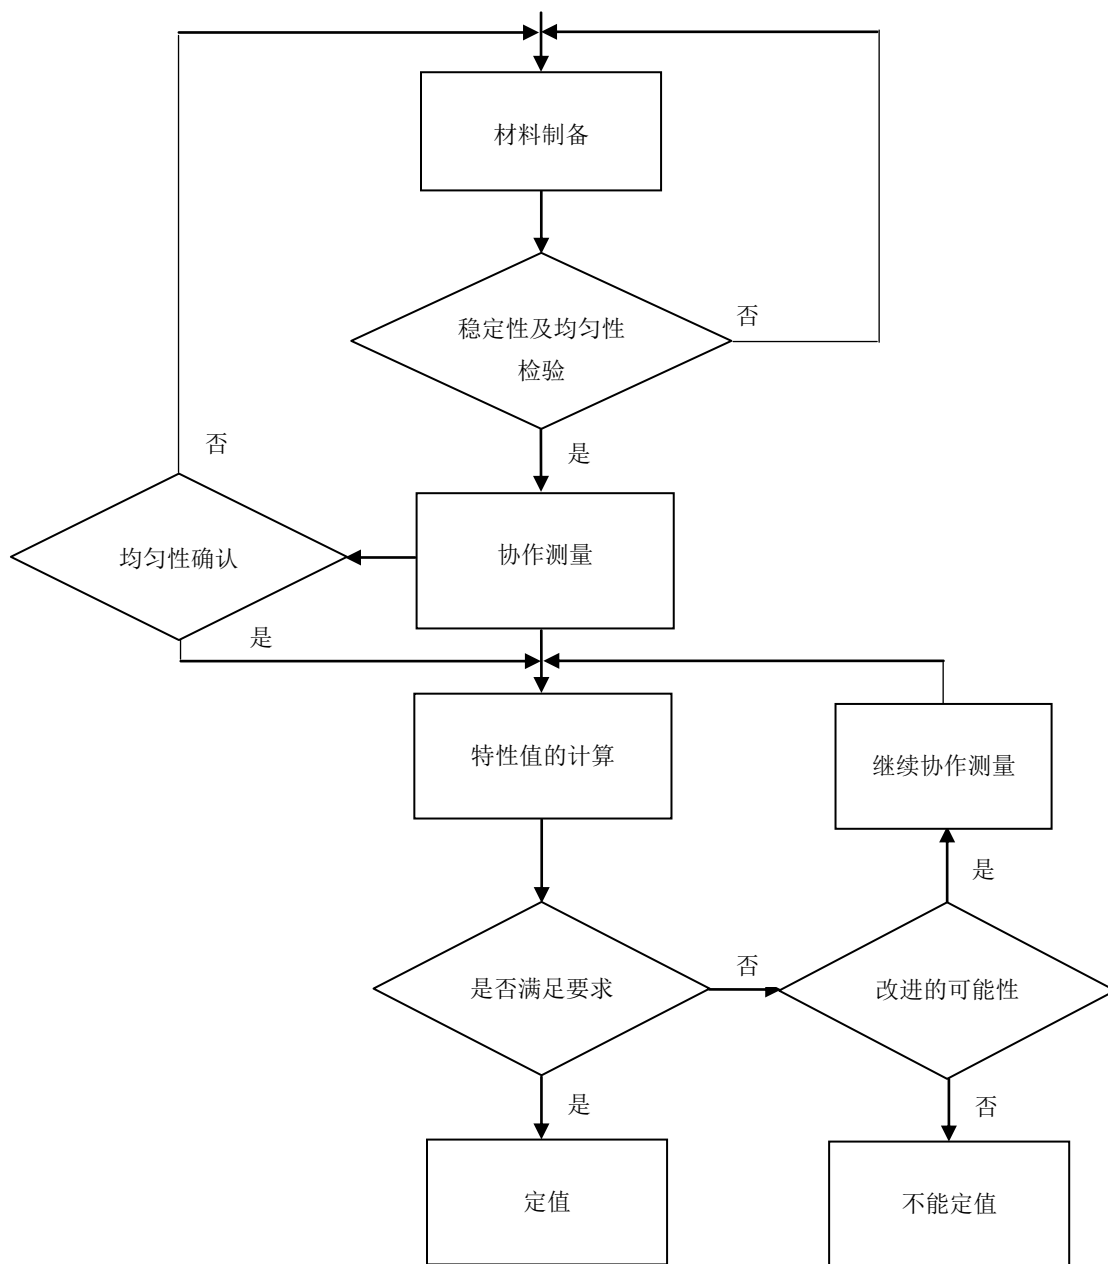 材料制备
否
稳定性及均匀性
检验
否
是
均匀性确认
协作测量
是
特性值的计算
继续协作测量
是
否
是否满足要求
改进的可能性
是
否
定值
不能定值